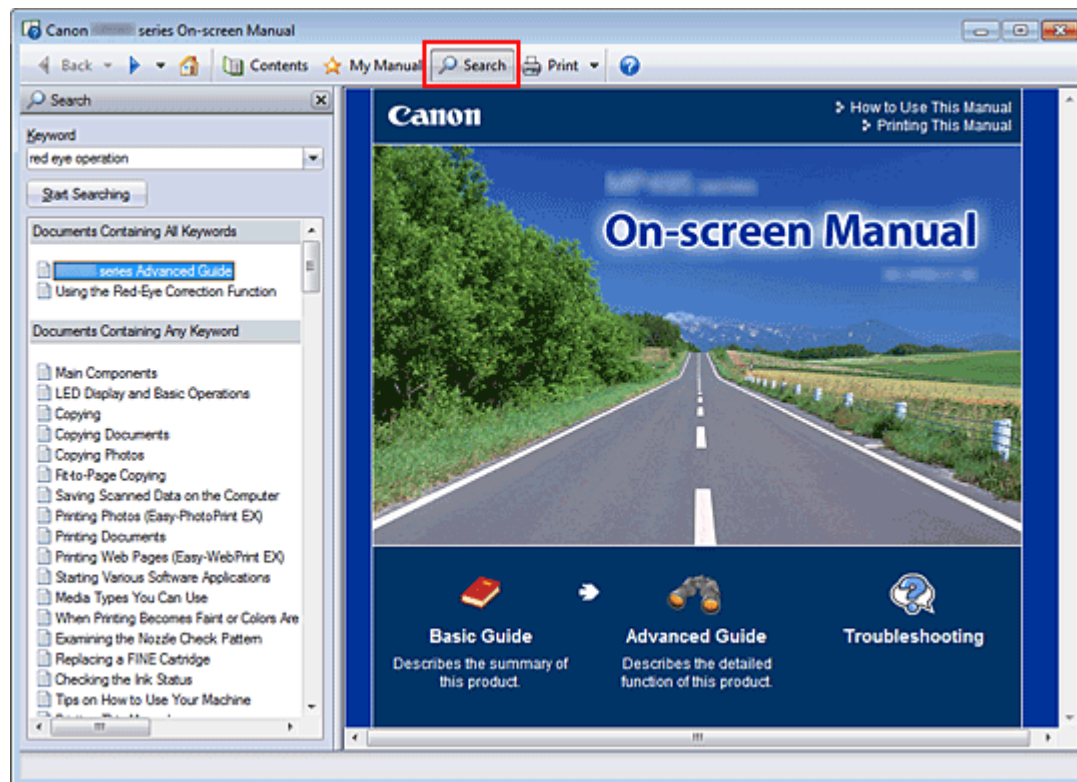 Canon series On-screen Manual
Back Contents My Manual Search Print
Search
Keyword
red eye operation
Start Searching
Documents Containing All Keywords
series Advanced Guide
Using the Red-Eye Correction Function
Documents Containing Any Keyword
Main Components
LED Display and Basic Operations
Copying
Copying Documents
Copying Photos
Fit-to-Page Copying
Saving Scanned Data on the Computer
Printing Photos (Easy-PhotoPrint EX)
Printing Documents
Printing Web Pages (Easy-WebPrint EX)
Starting Various Software Applications
Media Types You Can Use
When Printing Becomes Faint or Colors Are
Examining the Nozzle Check Pattern
Replacing a FINE Cartridge
Checking the Ink Status
Tips on How to Use Your Machine
Canon
How to Use This Manual
Printing This Manual
series
On-screen Manual
Basic Guide
Describes the summary of
this product.
Advanced Guide
Describes the detailed
function of this product.
Troubleshooting